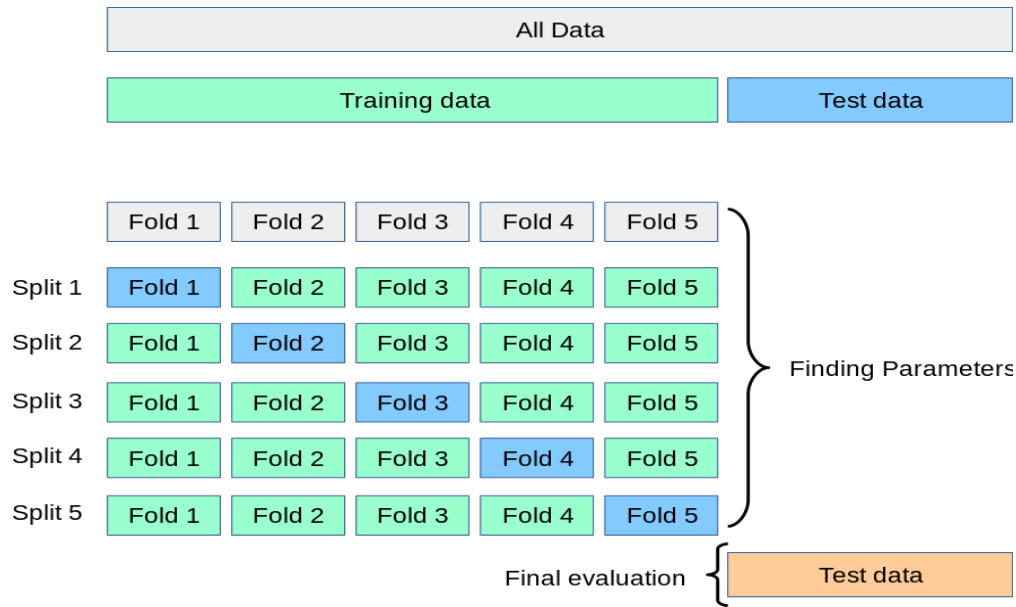 All Data
Training data Test data
Fold 1 Fold 2 Fold 3 Fold 4 Fold 5
Split 1 Fold 1 Fold 2 Fold 3 Fold 4 Fold 5
Split 2 Fold 1 Fold 2 Fold 3 Fold 4 Fold 5
Finding Parameters
Split 3 Fold 1 Fold 2 Fold 3 Fold 4 Fold 5
Split 4 Fold 1 Fold 2 Fold 3 Fold 4 Fold 5
Split 5 Fold 1 Fold 2 Fold 3 Fold 4 Fold 5
Final evaluation Test data